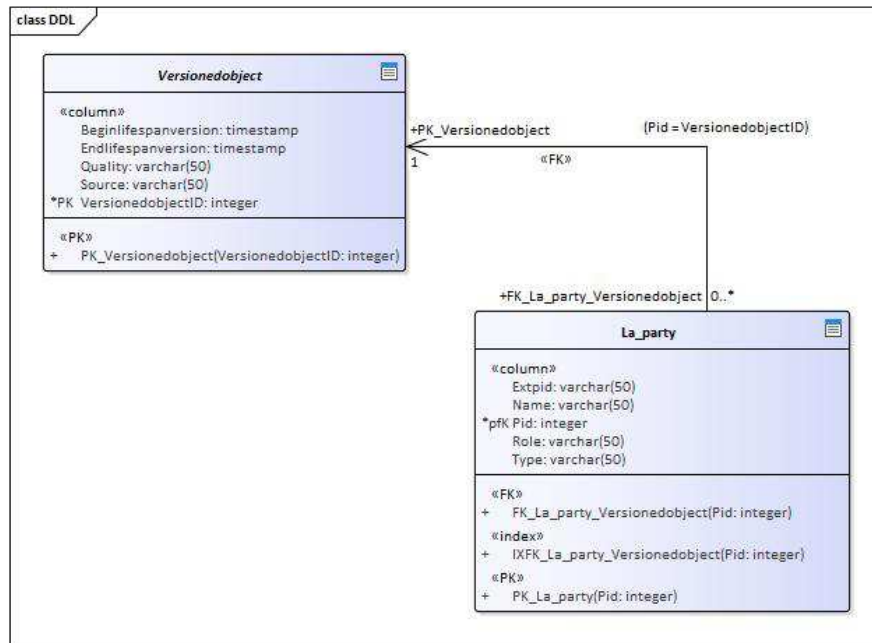 class DDL
Versionedobject
«column»
Beginlifespanversion: timestamp
Endlifespanversion: timestamp
Quality: varchar(50)
Source: varchar(50)
*PK VersionedobjectID: integer
«PK»
+ PK_Versionedobject(VersionedobjectID: integer)
+PK_Versionedobject
(Pid = VersionedobjectID)
1
«FK»
+FK_La_party_Versionedobject 0..*
La_party
«column»
Extpid: varchar(50)
Name: varchar(50)
*pfK Pid: integer
Role: varchar(50)
Type: varchar(50)
«FK»
+ FK_La_party_Versionedobject(Pid: integer)
«index»
+ IXFK_La_party_Versionedobject(Pid: integer)
«PK»
+ PK_La_party(Pid: integer)